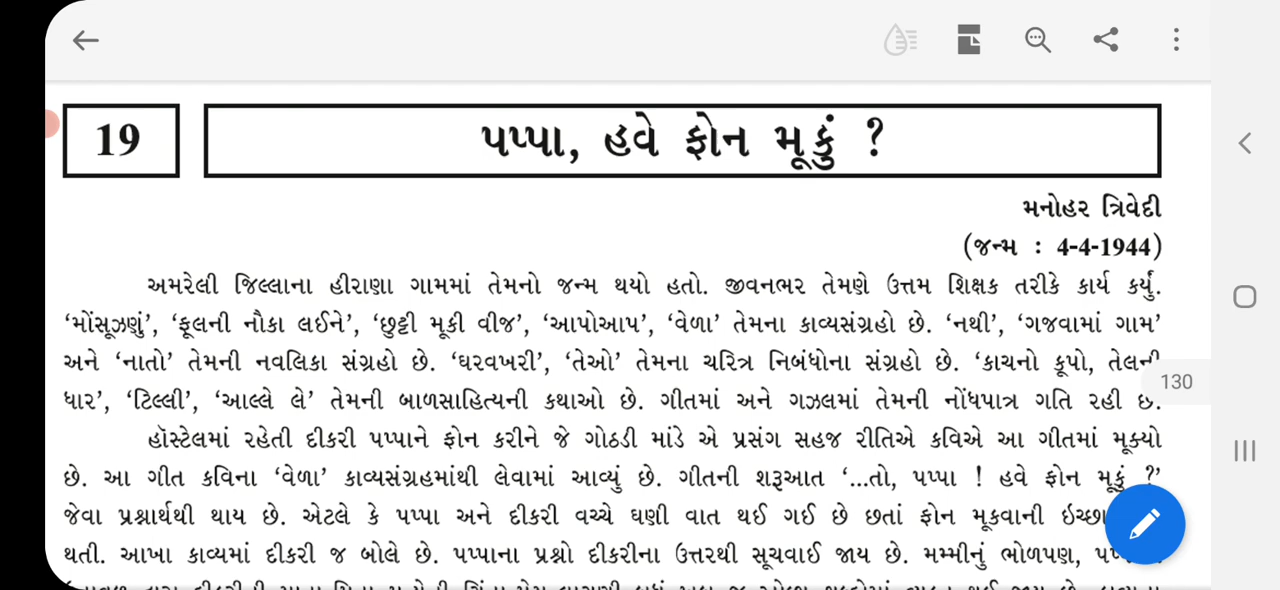 19
પપ્પા, હવે ફોન મૂકું ?
મનોહર ત્રિવેદી
(જન્મ : 4-4-1944)
અમરેલી જિલ્લાના હીરાણા ગામમાં તેમનો જન્મ થયો હતો. જીવનભર તેમણે ઉત્તમ શિક્ષક તરીકે કાર્ય કર્યું.
‘મોંસૂઝણું’, ‘ફૂલની નૌકા લઈને’, ‘છુટ્ટી મૂકી વીજ’, ‘આપોઆપ’, ‘વેળા’ તેમના કાવ્યસંગ્રહો છે. ‘નથી’, ‘ગજવામાં ગામ’
અને ‘નાતો’ તેમની નવલિકા સંગ્રહો છે. ‘ઘરવખરી’, ‘તેઓ’ તેમના ચરિત્ર નિબંધોના સંગ્રહો છે. ‘કાચનો કૂપો, તેલની
130
ધાર’, ‘ટિલ્લી’, ‘આલ્લે લે’ તેમની બાળસાહિત્યની કથાઓ છે. ગીતમાં અને ગઝલમાં તેમની નોંધપાત્ર ગતિ રહી છે.
હૉસ્ટેલમાં રહેતી દીકરી પપ્પાને ફોન કરીને જે ગોઠડી માંડે એ પ્રસંગ સહજ રીતિએ કવિએ આ ગીતમાં મૂક્યો
છે. આ ગીત કવિના ‘વેળા’ કાવ્યસંગ્રહમાંથી લેવામાં આવ્યું છે. ગીતની શરૂઆત ‘...તો, પપ્પા ! હવે ફોન મૂકું ?’
જેવા પ્રશ્નાર્થથી થાય છે. એટલે કે પપ્પા અને દીકરી વચ્ચે ઘણી વાત થઈ ગઈ છે છતાં ફોન મૂકવાની ઇચ્છા
થતી. આખા કાવ્યમાં દીકરી જ બોલે છે. પપ્પાના પ્રશ્નો દીકરીના ઉત્તરથી સૂચવાઈ જાય છે. મમ્મીનું ભોળપણ,